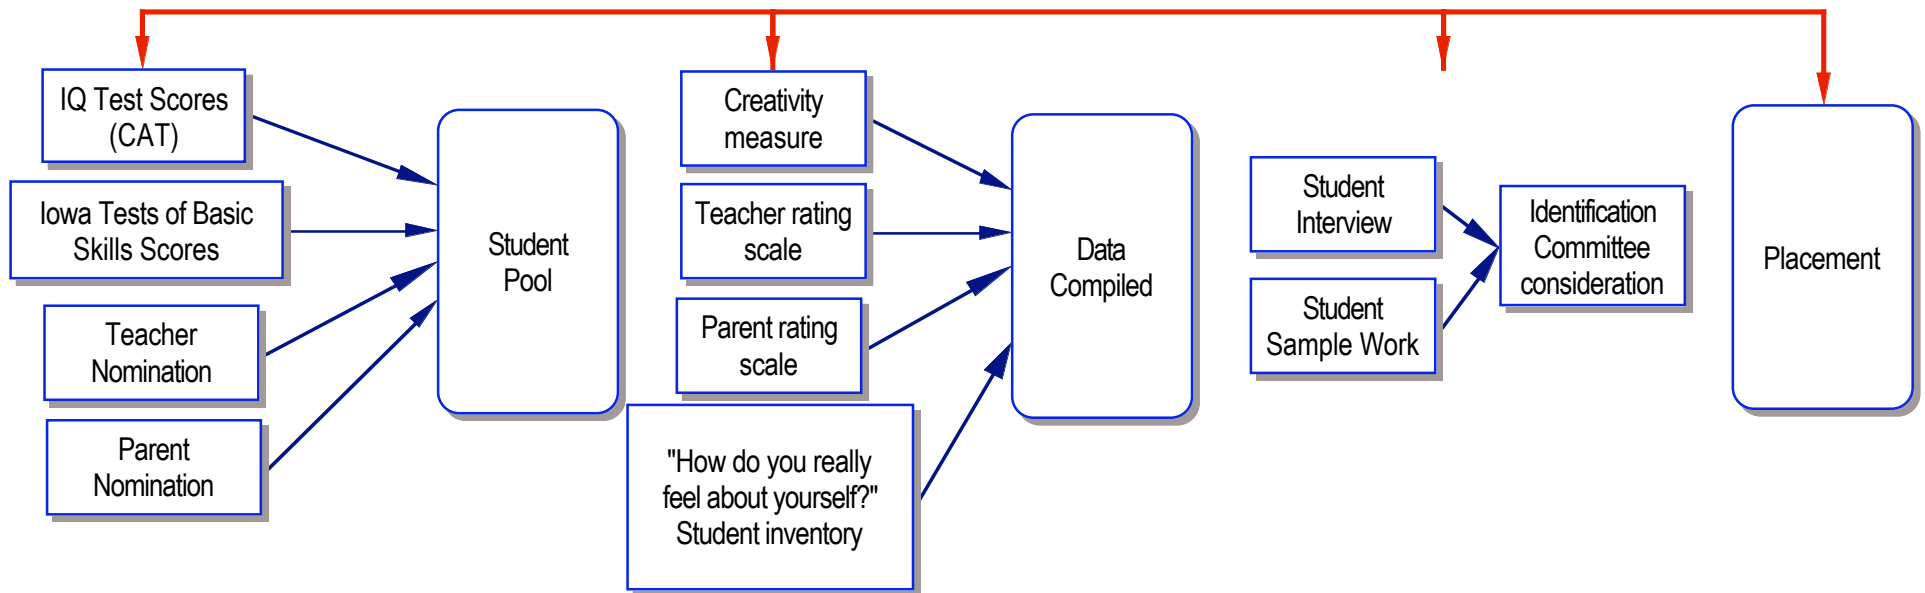 IQ Test Scores
(CAT)
Iowa Tests of Basic
Skills Scores
Teacher
Nomination
Parent
Nomination
Student
Pool
Creativity
measure
Teacher rating
scale
Parent rating
scale
"How do you really
feel about yourself?"
Student inventory
Data
Compiled
Student
Interview
Student
Sample Work
Identification
Committee
consideration
Placement